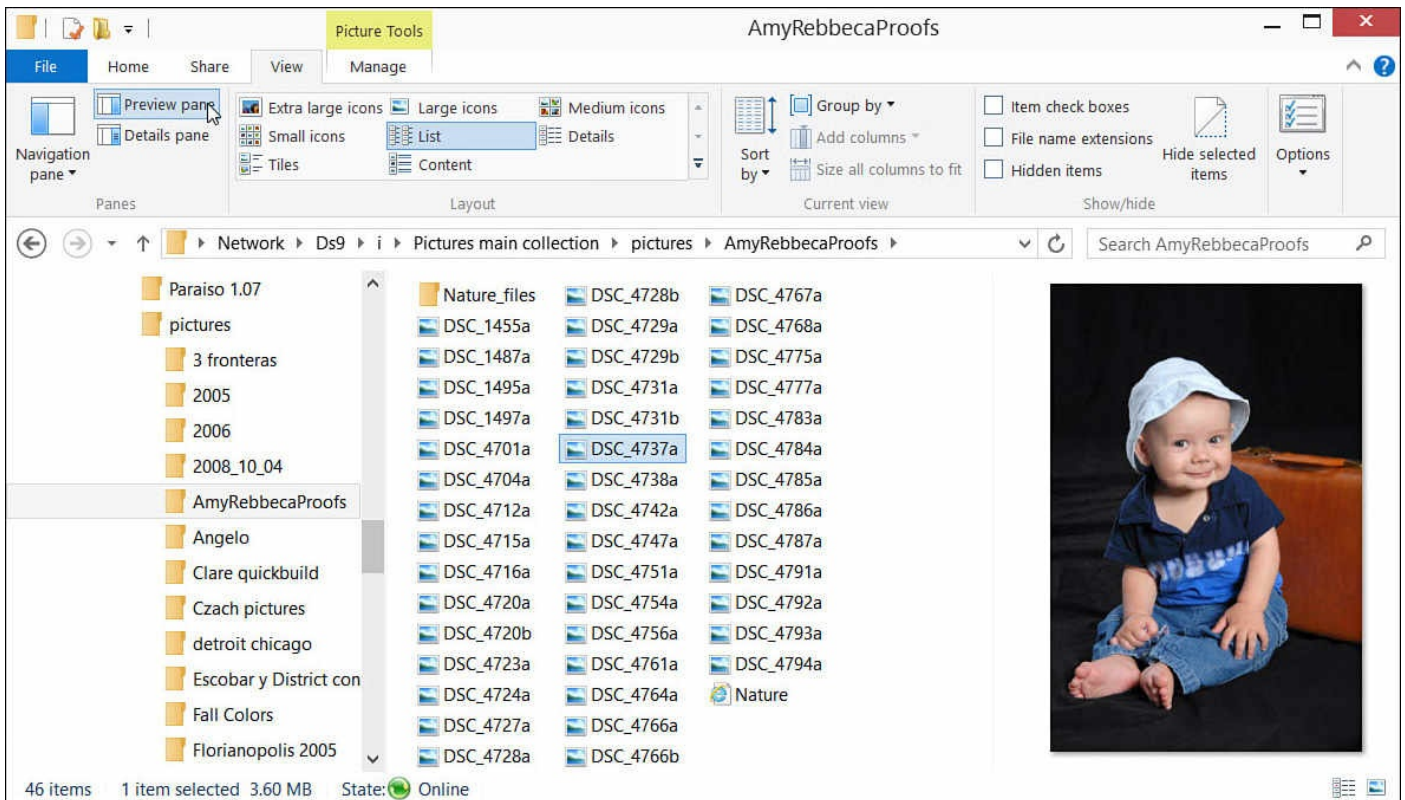 Picture Tools
AmyRebbecaProofs
File Home Share View Manage
Navigation pane
Preview pane
Details pane
Panes
Extra large icons Large icons Medium icons
Small icons List Details
Tiles Content
Layout
Sort by
Group by
Add columns
Size all columns to fit
Current view
Item check boxes
File name extensions
Hidden items
Hide selected items
Show/hide
Options
Network Ds9 i Pictures main collection pictures AmyRebbecaProofs
Search AmyRebbecaProofs
Paraiso 1.07
pictures
3 fronteras
2005
2006
2008_10_04
AmyRebbecaProofs
Angelo
Clare quickbuild
Czach pictures
detroit chicago
Escobar y District con
Fall Colors
Florianopolis 2005
Nature_files
DSC_1455a
DSC_1487a
DSC_1495a
DSC_1497a
DSC_4701a
DSC_4704a
DSC_4712a
DSC_4715a
DSC_4716a
DSC_4720a
DSC_4720b
DSC_4723a
DSC_4724a
DSC_4727a
DSC_4728a
DSC_4728b
DSC_4729a
DSC_4729b
DSC_4731a
DSC_4731b
DSC_4737a
DSC_4738a
DSC_4742a
DSC_4747a
DSC_4751a
DSC_4754a
DSC_4756a
DSC_4761a
DSC_4764a
DSC_4766a
DSC_4766b
DSC_4767a
DSC_4768a
DSC_4775a
DSC_4777a
DSC_4783a
DSC_4784a
DSC_4785a
DSC_4786a
DSC_4787a
DSC_4791a
DSC_4792a
DSC_4793a
DSC_4794a
Nature
46 items 1 item selected 3.60 MB State: Online